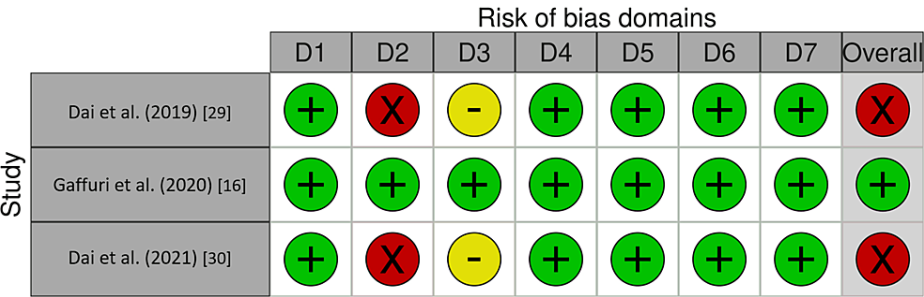 Risk of bias domains
D1 D2 D3 D4 D5 D6 D7 Overall
Study
Dai et al. (2019) [29] + X - + + + + X
Gaffuri et al. (2020) [16] + + + + + + + +
Dai et al. (2021) [30] + X - + + + + X